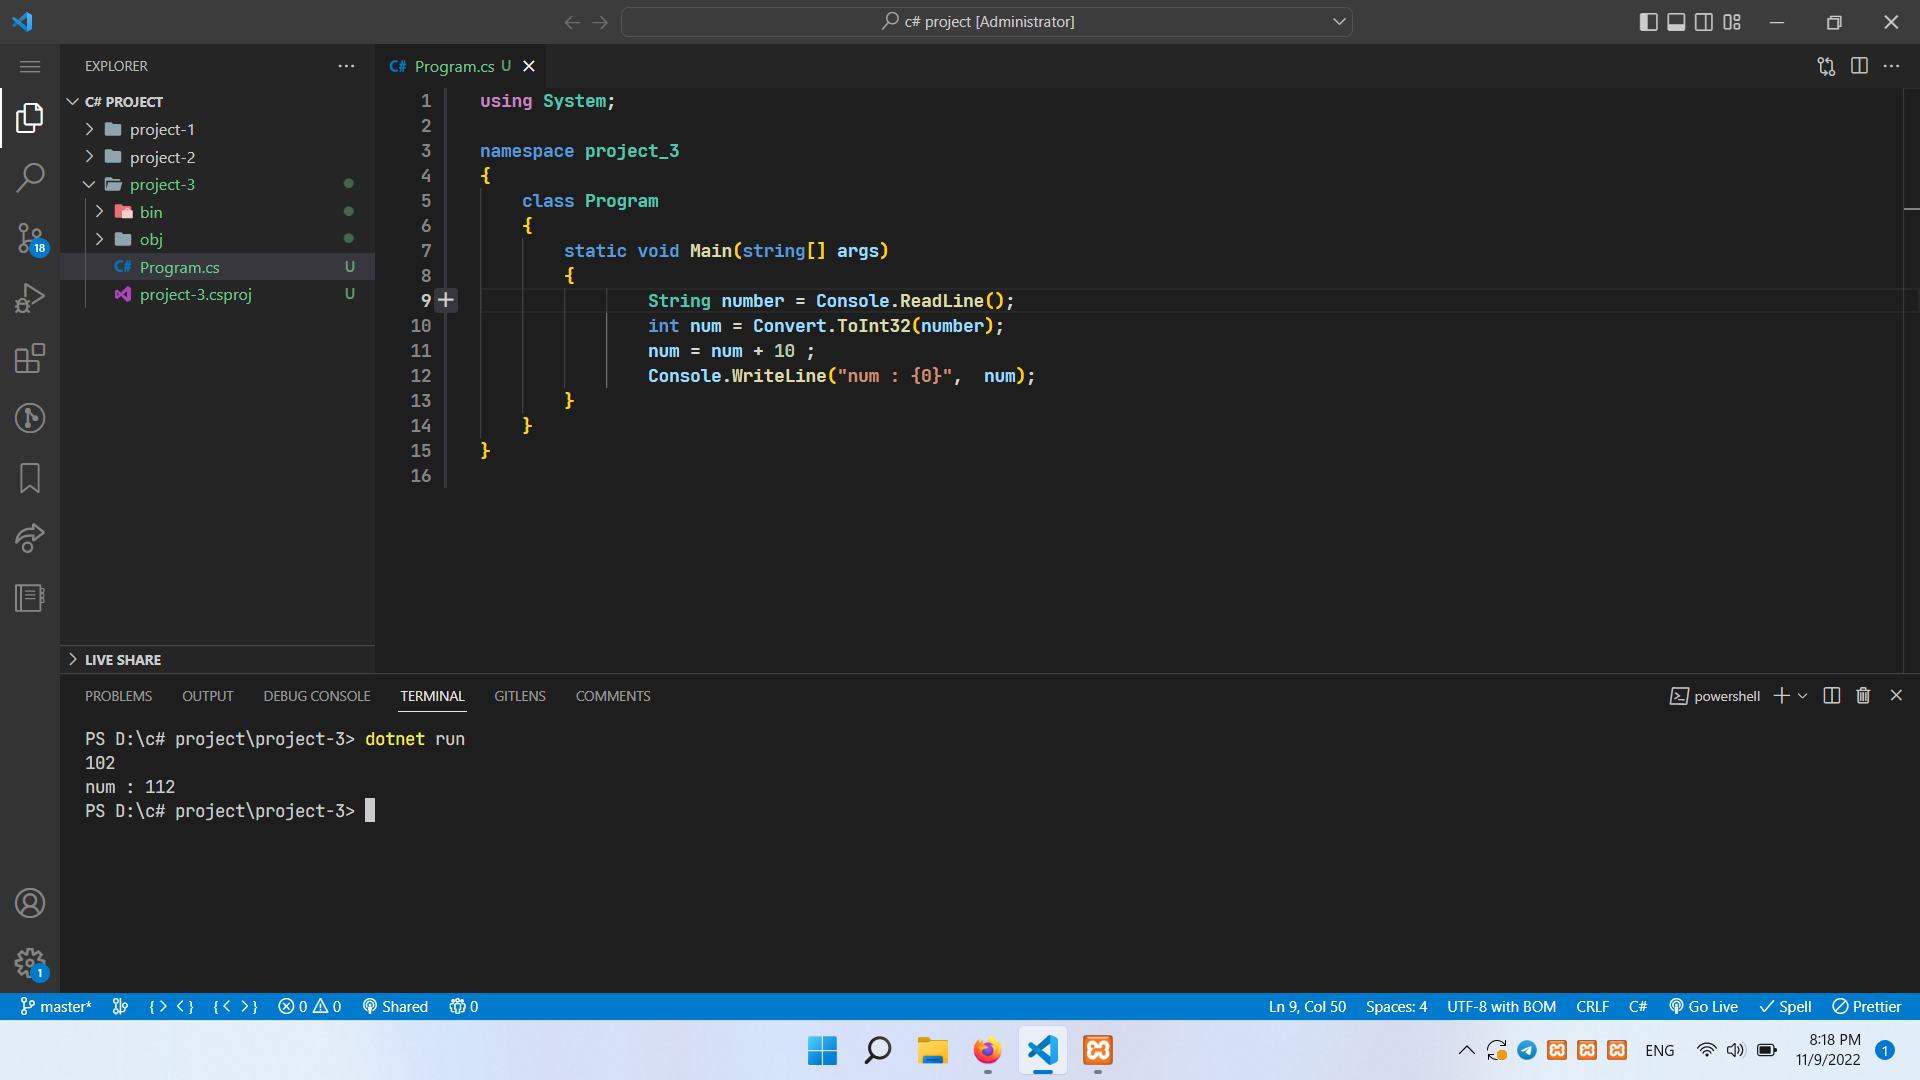 c# project [Administrator]
EXPLORER
C# PROJECT
project-1
project-2
project-3
bin
obj
C# Program.cs U
project-3.csproj U
18
1
LIVE SHARE
C# Program.cs U
1 using System;
2
3 namespace project_3
4 {
5 class Program
6 {
7 static void Main(string[] args)
8 {
9 String number = Console.ReadLine();
10 int num = Convert.ToInt32(number);
11 num = num + 10 ;
12 Console.WriteLine("num : {0}",  num);
13 }
14 }
15 }
16
PROBLEMS OUTPUT DEBUG CONSOLE TERMINAL GITLENS COMMENTS powershell
PS D:\c# project\project-3> dotnet run
102
num : 112
PS D:\c# project\project-3>
master* 0 0 Shared 0 Ln 9, Col 50 Spaces: 4 UTF-8 with BOM CRLF C# Go Live Spell Prettier
ENG 8:18 PM
11/9/2022 1